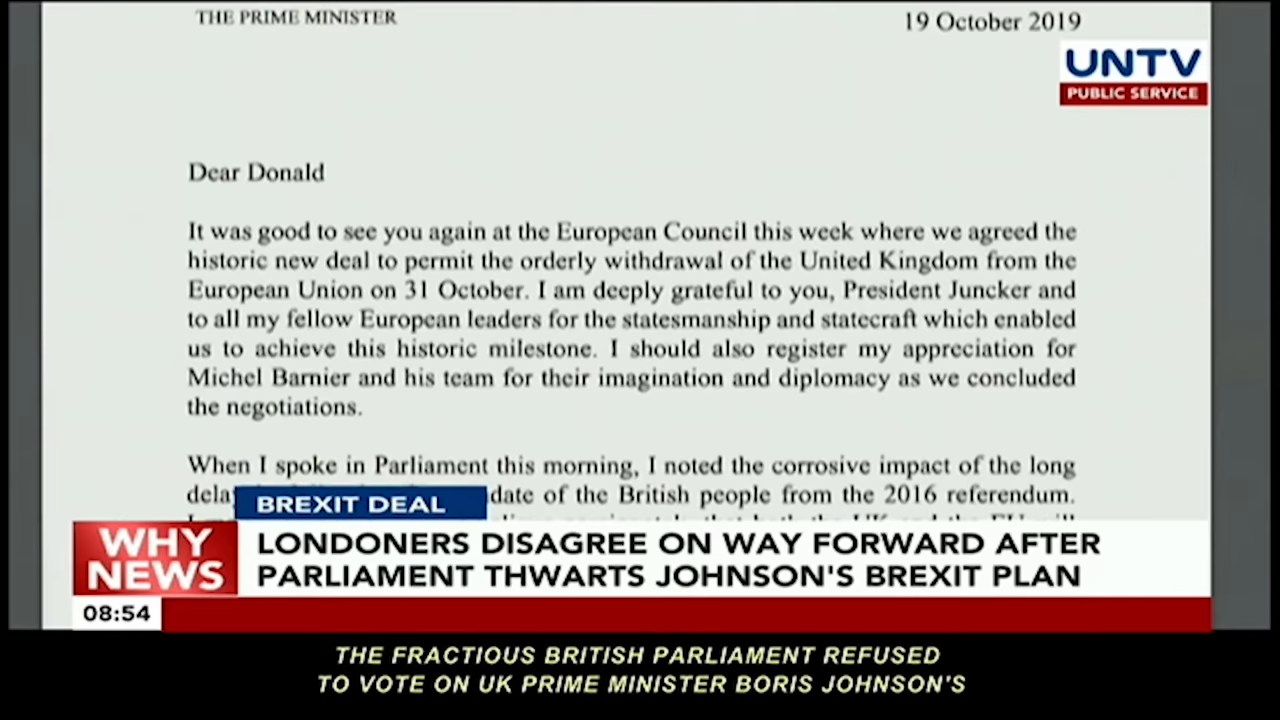 THE PRIME MINISTER
19 October 2019
UNTV
PUBLIC SERVICE
Dear Donald
It was good to see you again at the European Council this week where we agreed the
historic new deal to permit the orderly withdrawal of the United Kingdom from the
European Union on 31 October. I am deeply grateful to you, President Juncker and
to all my fellow European leaders for the statesmanship and statecraft which enabled
us to achieve this historic milestone. I should also register my appreciation for
Michel Barnier and his team for their imagination and diplomacy as we concluded
the negotiations.
When I spoke in Parliament this morning, I noted the corrosive impact of the long
date of the British people from the 2016 referendum.
BREXIT DEAL
WHY
NEWS
LONDONERS DISAGREE ON WAY FORWARD AFTER
PARLIAMENT THWARTS JOHNSON'S BREXIT PLAN
08:54
THE FRACTIOUS BRITISH PARLIAMENT REFUSED
TO VOTE ON UK PRIME MINISTER BORIS JOHNSON'S